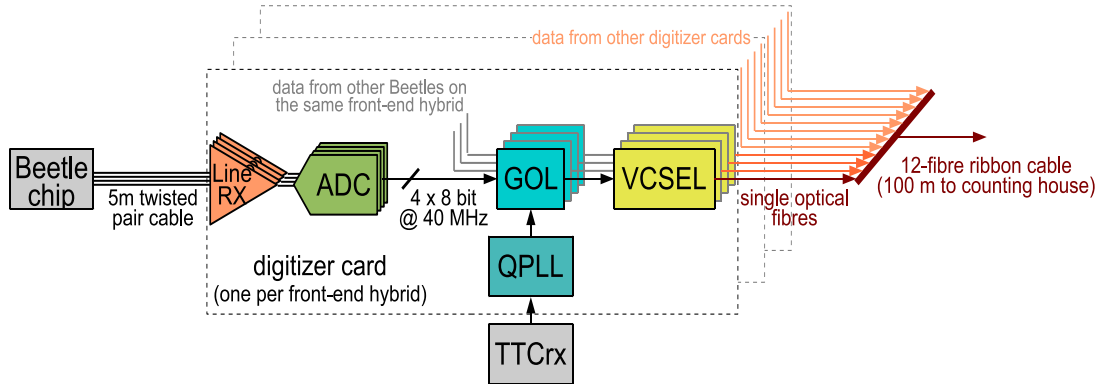 data from other digitizer cards
data from other Beetles on
the same front-end hybrid
Beetle
chip
5m twisted
pair cable
Line
RX
ADC
4 x 8 bit
@ 40 MHz
GOL
VCSEL
single optical
fibres
12-fibre ribbon cable
(100 m to counting house)
digitizer card
(one per front-end hybrid)
QPLL
TTCrx